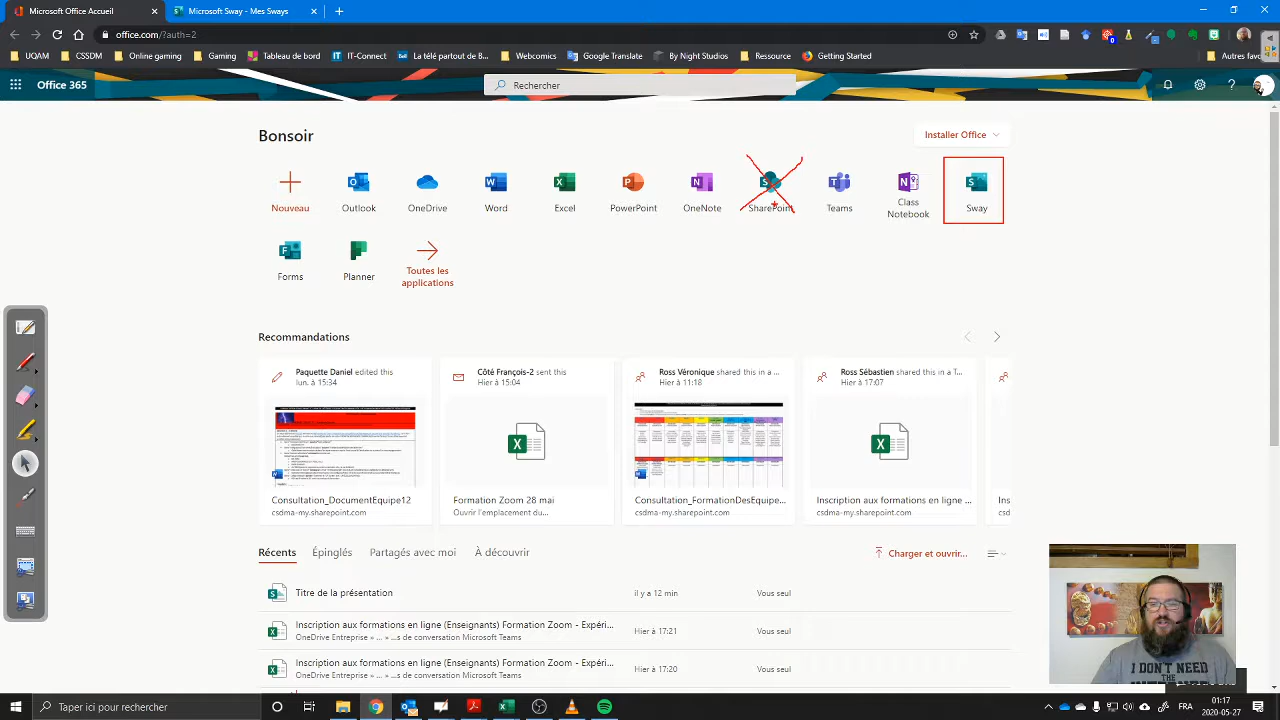 Microsoft Office Accueil
Microsoft Sway - Mes Sways
office.com/?auth=2
UQAM
CSSDM
Online gaming
Gaming
Tableau de bord
IT-Connect
La télé partout de B...
Webcomics
Google Translate
By Night Studios
Ressource
Getting Started
Autres favo
Office 365
Rechercher
Bonsoir
Installer Office
Nouveau
Outlook
OneDrive
Word
Excel
PowerPoint
OneNote
SharePoint
Teams
Class
Notebook
Sway
Forms
Planner
Toutes les
applications
Recommandations
Paquette Daniel edited this
lun. à 15:34
Côté François-2 sent this
Hier à 15:04
Ross Véronique shared this in a ...
Hier à 11:18
Ross Sébastien shared this in a T...
Hier à 17:07
Consultation_DocumentEquipe12
csdma-my.sharepoint.com
Formation Zoom 28 mai
Ouvrir l'emplacement du...
Consultation_FormationDesEquipe...
csdma-my.sharepoint.com
Inscription aux formations en ligne ...
csdma-my.sharepoint.com
Ins
csd
Récents
Épinglés
Partagés avec moi
À découvrir
Charger et ouvrir...
Titre de la présentation
il y a 12 min
Vous seul
Inscription aux formations en ligne (Enseignants) Formation Zoom - Expéri...
OneDrive Entreprise » ... » ...s de conversation Microsoft Teams
Hier à 17:21
Vous seul
Inscription aux formations en ligne (Enseignants) Formation Zoom - Expéri...
OneDrive Entreprise » ... » ...s de conversation Microsoft Teams
Hier à 17:20
Vous seul
I DON'T NEED
THE
Taper ici pour rechercher
FRA
01:17
2020-05-27